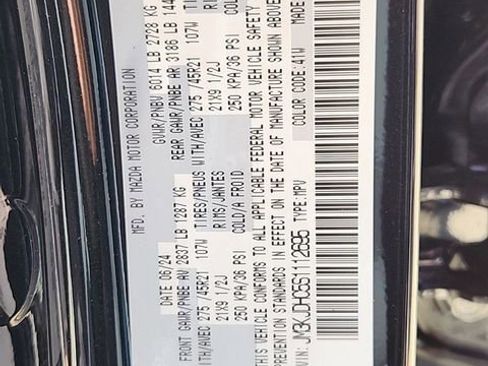 MFD. BY MAZDA MOTOR CORPORATION
DATE 06/24
GVWR/PNBV 6014 LB 2728 KG
FRONT GAWR/PNBE AV 2837 LB 1287 KG
REAR GAWR/PNBE AR 3186 LB 144
WITH/AVEC 275 /45R21 107W TIRES/PNEUS WITH/AVEC 275 /45R21 107W
21X9 1/2J RIMS/JANTES 21X9 1/2J
250 KPA/36 PSI COLD/A FROID 250 KPA/36 PSI COLD
THIS VEHICLE CONFORMS TO ALL APPLICABLE FEDERAL MOTOR VEHICLE SAFETY
STANDARDS IN EFFECT ON THE DATE OF MANUFACTURE SHOWN ABOVE.
TYPE: MPV
COLOR CODE: 41W